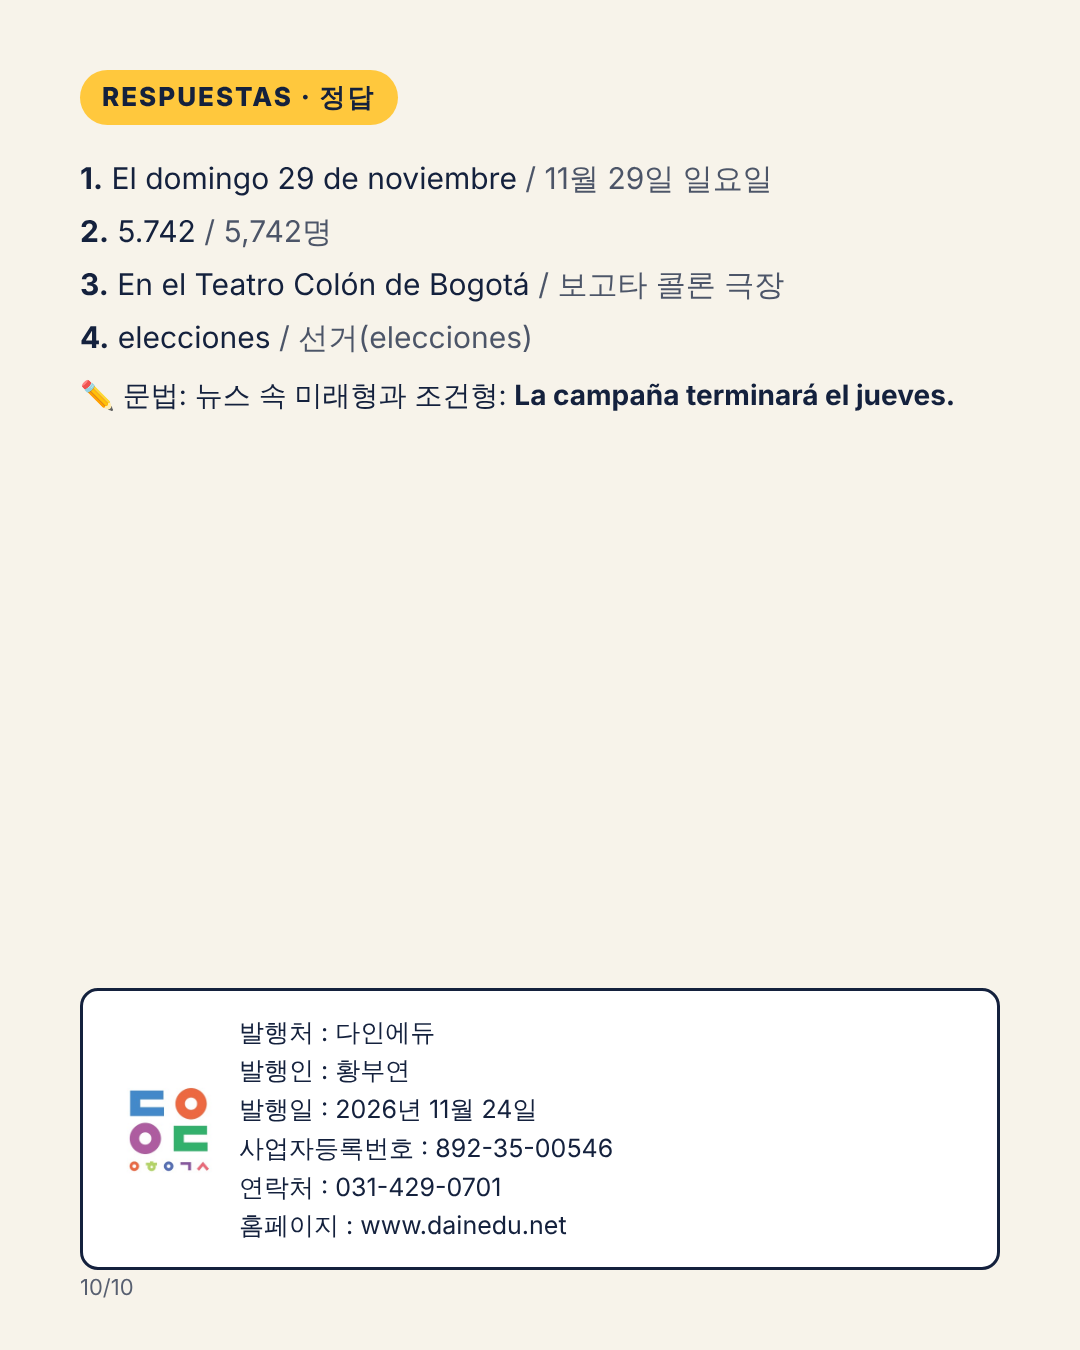 RESPUESTAS · 정답
1. El domingo 29 de noviembre / 11월 29일 일요일
2. 5.742 / 5,742명
3. En el Teatro Colón de Bogotá / 보고타 콜론 극장
4. elecciones / 선거(elecciones)
✏️ 문법: 뉴스 속 미래형과 조건형: La campaña terminará el jueves.
발행처 : 다인에듀
발행인 : 황부연
발행일 : 2026년 11월 24일
사업자등록번호 : 892-35-00546
연락처 : 031-429-0701
홈페이지 : www.dainedu.net
10/10